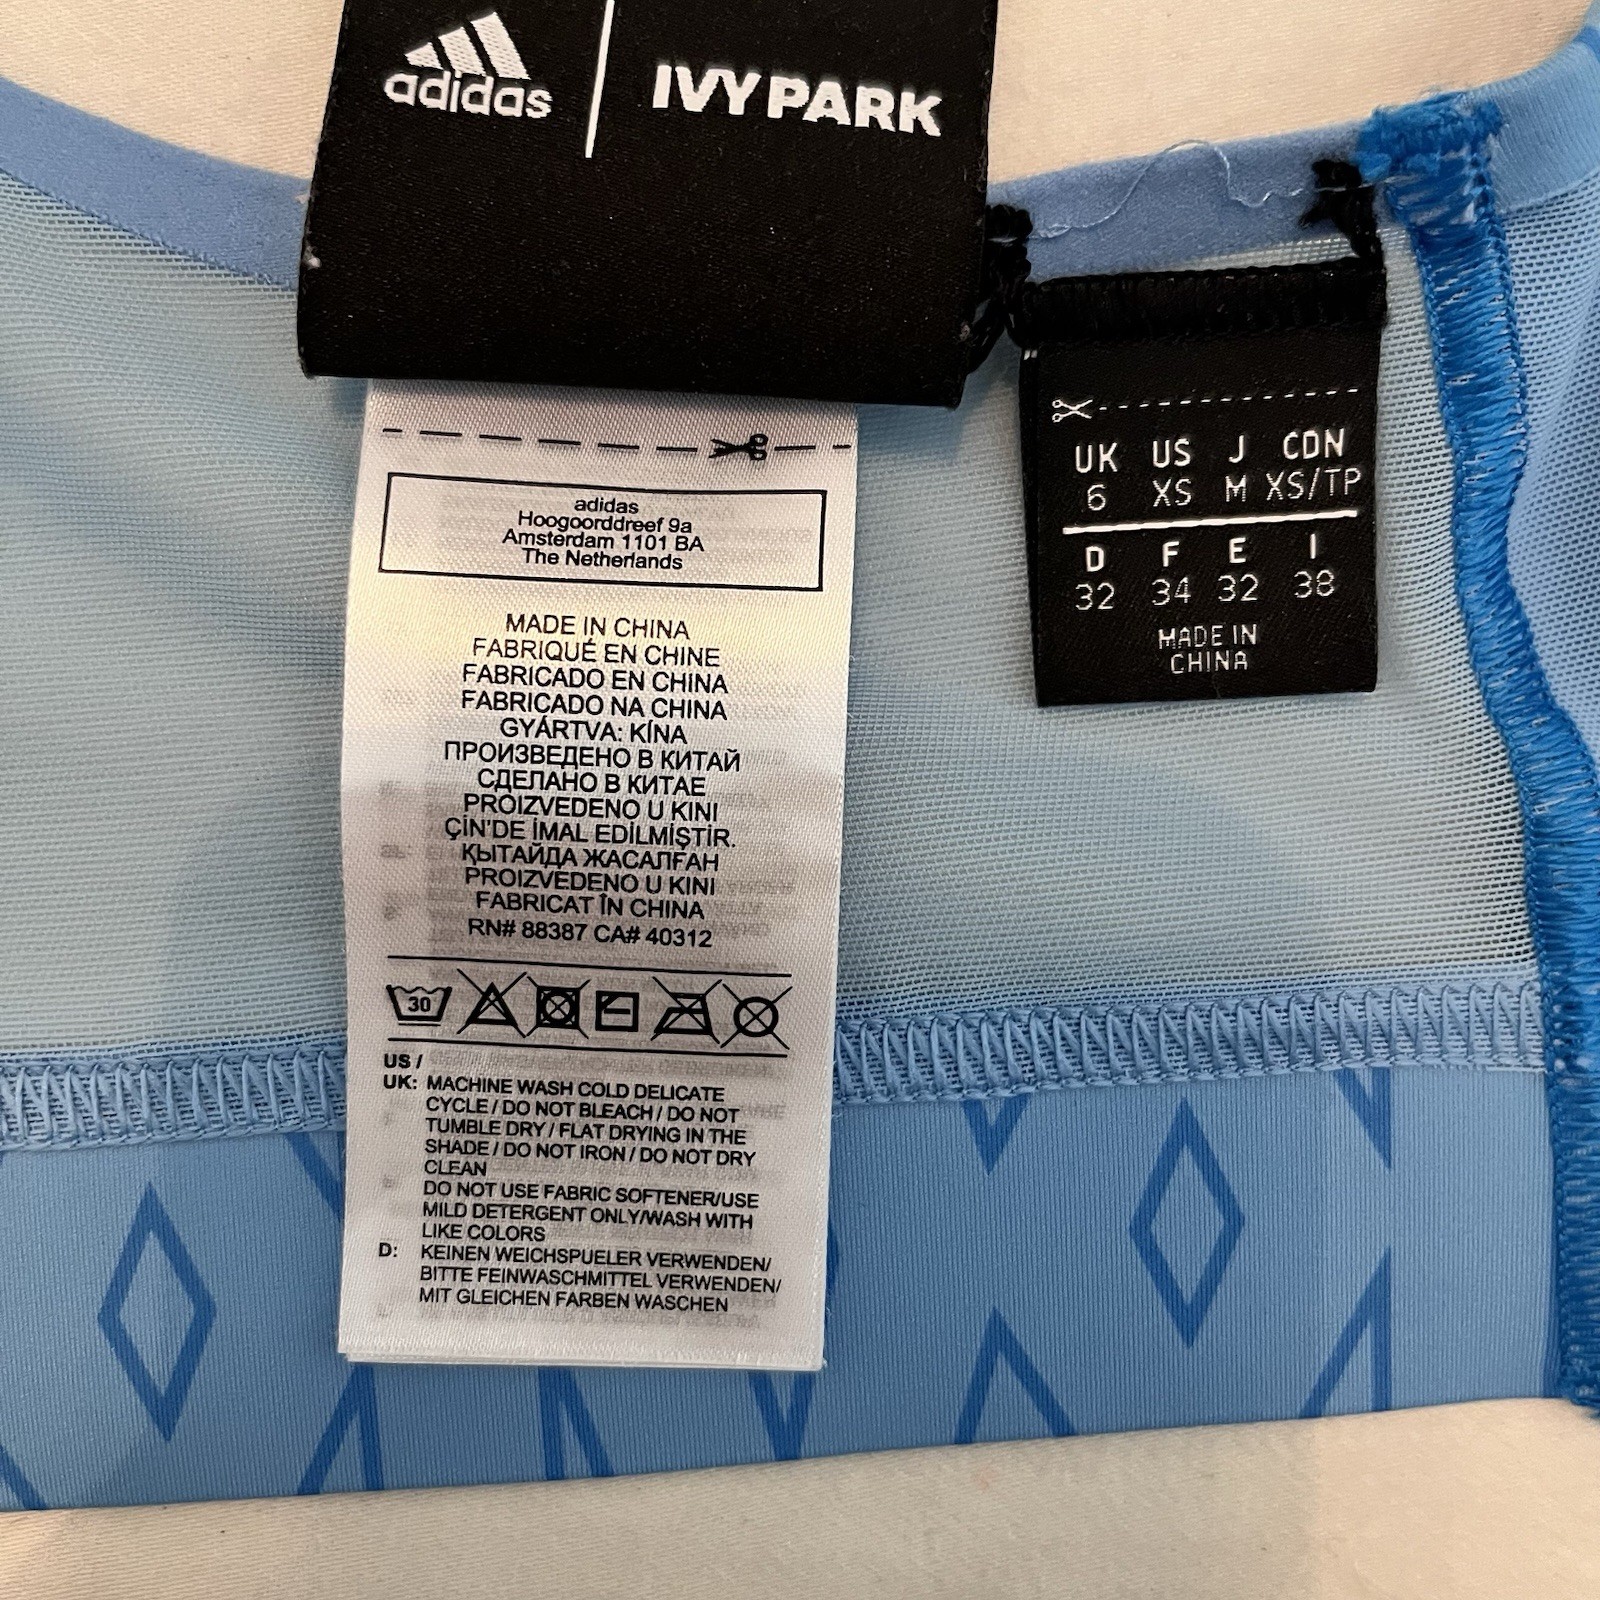 adidas
IVY PARK
adidas
Hoogoorddreef 9a
Amsterdam 1101 BA
The Netherlands
MADE IN CHINA
FABRIQUÉ EN CHINE
FABRICADO EN CHINA
FABRICADO NA CHINA
GYÁRTVA: KÍNA
ПРОИЗВЕДЕНО В КИТАЙ
СДЕЛАНО В КИТАЕ
PROIZVEDENO U KINI
ÇİN'DE İMAL EDİLMİŞTİR.
ҚЫТАЙДА ЖАСАЛҒАН
PROIZVEDENO U KINI
FABRICAT ÎN CHINA
RN# 88387 CA# 40312
30
US /
UK: MACHINE WASH COLD DELICATE
CYCLE / DO NOT BLEACH / DO NOT
TUMBLE DRY / FLAT DRYING IN THE
SHADE / DO NOT IRON / DO NOT DRY
CLEAN
DO NOT USE FABRIC SOFTENER/USE
MILD DETERGENT ONLY/WASH WITH
LIKE COLORS
D: KEINEN WEICHSPUELER VERWENDEN/
BITTE FEINWASCHMITTEL VERWENDEN/
MIT GLEICHEN FARBEN WASCHEN
UK US J CDN
6 XS M XS/TP
D F E I
32 34 32 38
MADE IN
CHINA